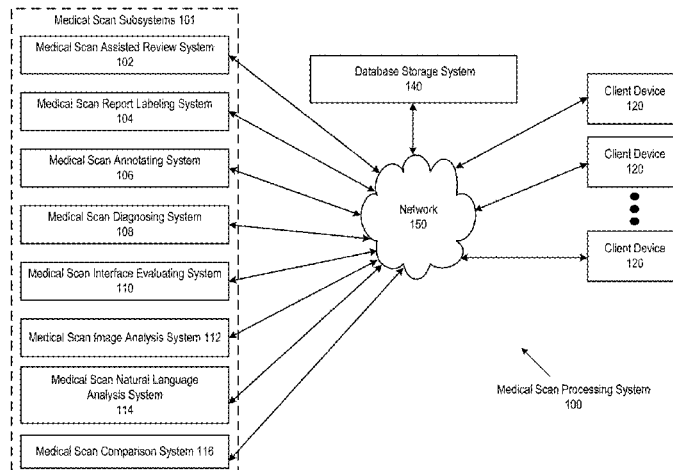 Medical Scan Subsystems 101
Medical Scan Assisted Review System
102
Medical Scan Report Labeling System
104
Medical Scan Annotating System
106
Medical Scan Diagnosing System
108
Medical Scan Interface Evaluating System
110
Medical Scan Image Analysis System 112
Medical Scan Natural Language
Analysis System
114
Medical Scan Comparison System 116
Database Storage System
140
Network
150
Client Device
120
Client Device
120
Client Device
120
Medical Scan Processing System
100